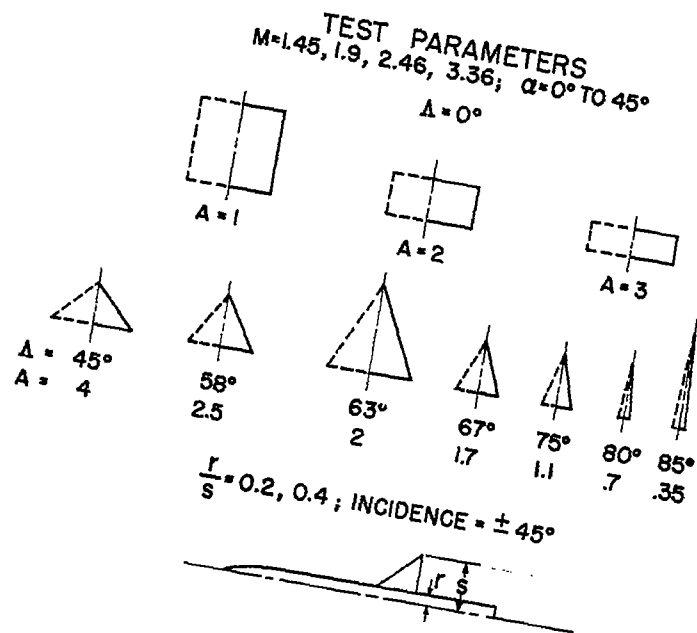 TEST PARAMETERS
M=1.45, 1.9, 2.46, 3.36; α=0° TO 45°
Λ=0°
A=1
A=2
A=3
Λ= 45° 58° 63° 67° 75° 80° 85°
A= 4 2.5 2 1.7 1.1 .7 .35
r/s=0.2, 0.4; INCIDENCE = ± 45°
r s